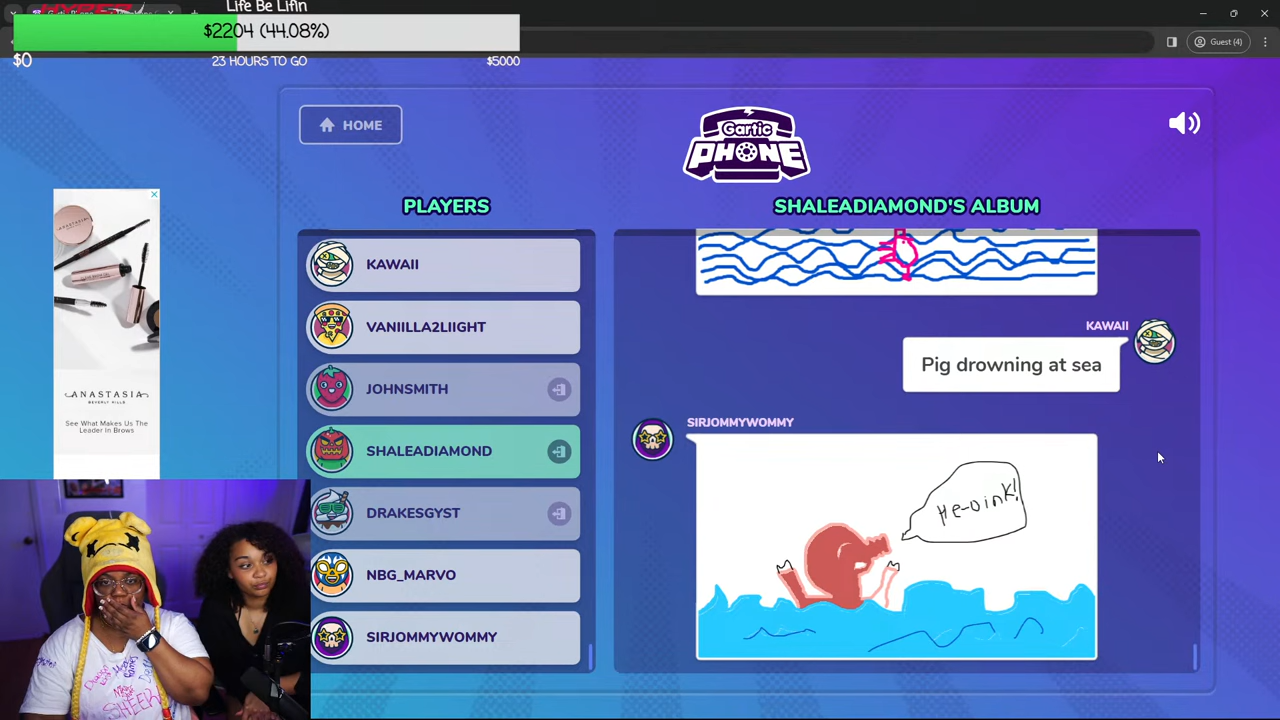 Life Be Lifin
$2204 (44.08%)
$0
23 HOURS TO GO
$5000
Guest (4)
HOME
Gartic
PHONE
PLAYERS
SHALEADIAMOND'S ALBUM
KAWAII
VANIILLA2LIIGHT
JOHNSMITH
SHALEADIAMOND
DRAKESGYST
NBG_MARVO
SIRJOMMYWOMMY
KAWAII
Pig drowning at sea
SIRJOMMYWOMMY
He-oink!
ANASTASIA
BEVERLY HILLS
See What Makes Us The
Leader In Brows
SHEER